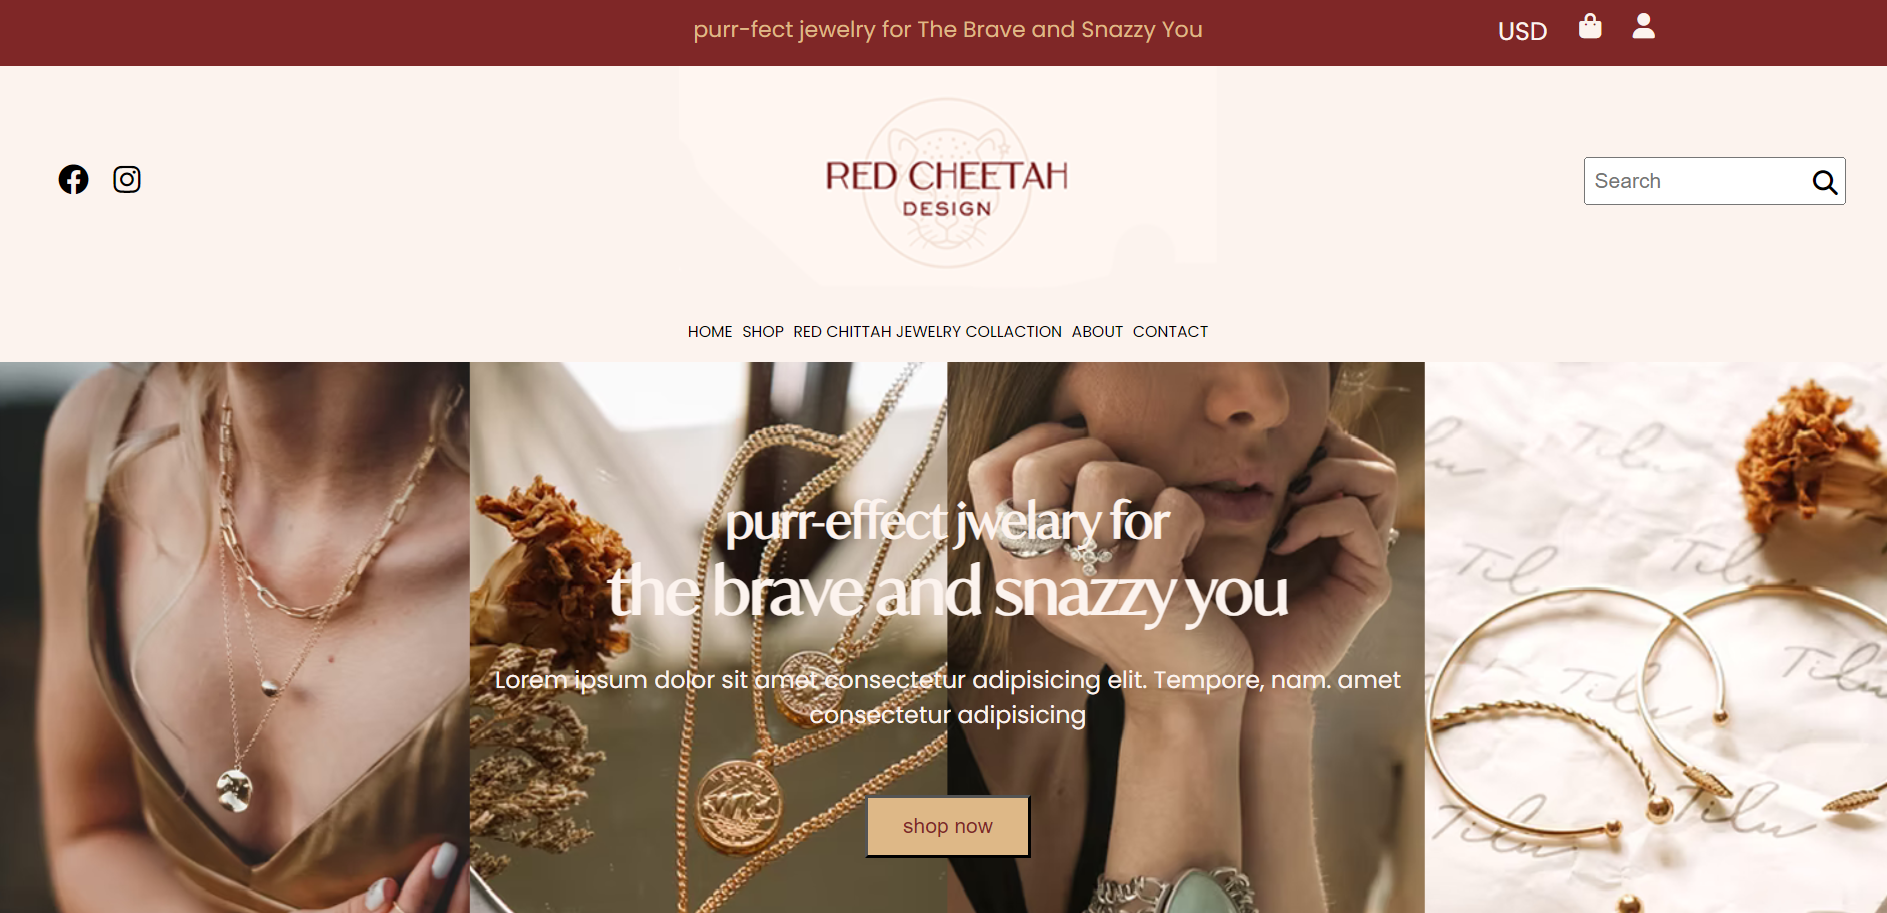 purr-fect jewelry for The Brave and Snazzy You
USD
RED CHEETAH
DESIGN
Search
HOME SHOP RED CHITTAH JEWELRY COLLACTION ABOUT CONTACT
purr-effect jwelary for
the brave and snazzy you
Lorem ipsum dolor sit amet consectetur adipisicing elit. Tempore, nam. amet
consectetur adipisicing
shop now